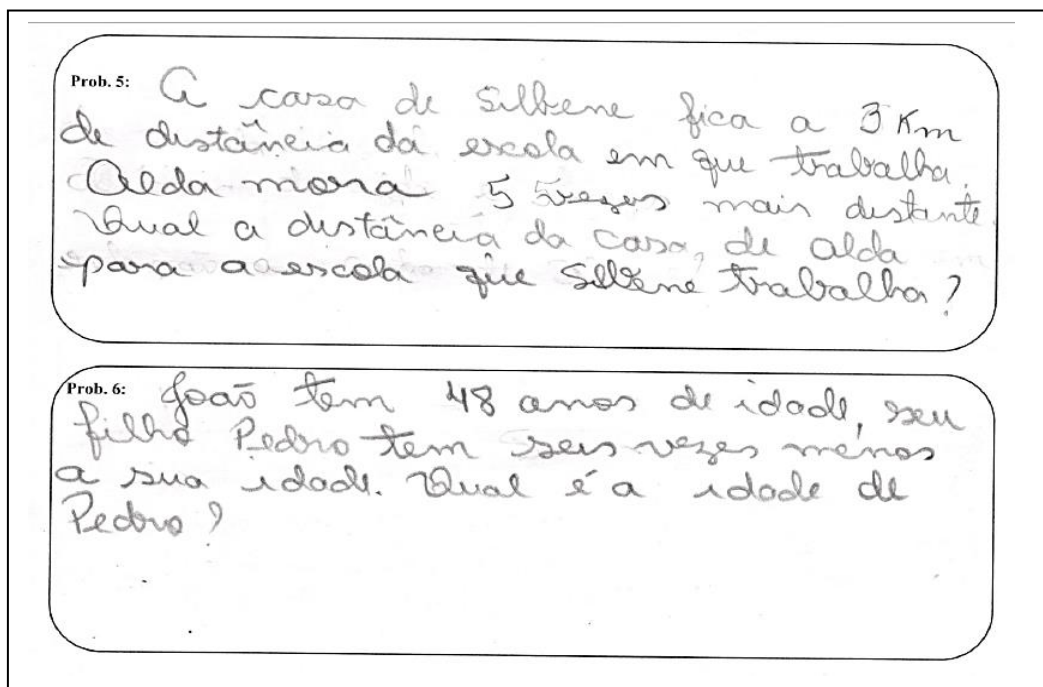 Prob. 5: A casa de Silbene fica a 3 Km
de distância da escola em que trabalha.
Alda mora 5 vezes mais distante.
Qual a distância da casa, de alda
para a escola que Silbene trabalha?
Prob. 6: João tem 48 anos de idade, seu
filho Pedro tem seis vezes menos
a sua idade. Qual é a idade de
Pedro?